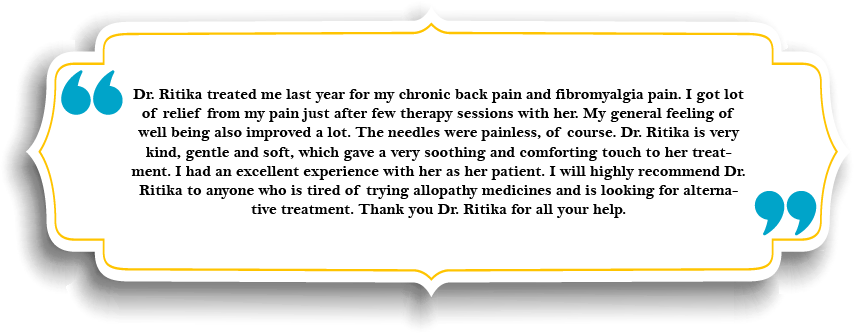 Dr. Ritika treated me last year for my chronic back pain and fibromyalgia pain. I got lot
of relief from my pain just after few therapy sessions with her. My general feeling of
well being also improved a lot. The needles were painless, of course. Dr. Ritika is very
kind, gentle and soft, which gave a very soothing and comforting touch to her treat-
ment. I had an excellent experience with her as her patient. I will highly recommend Dr.
Ritika to anyone who is tired of trying allopathy medicines and is looking for alterna-
tive treatment. Thank you Dr. Ritika for all your help.